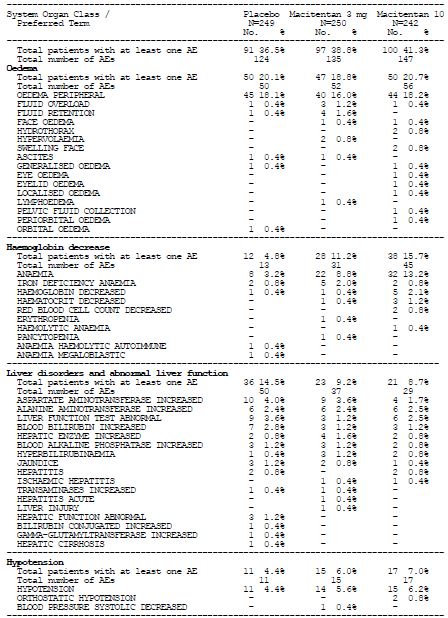 System Organ Class / Placebo Macitentan 3 mg Macitentan 10
Preferred Term N=249 N=250 N=242
No. % No. % No. %
Total patients with at least one AE 91 36.5% 97 38.8% 100 41.3%
Total number of AEs 124 135 147
Oedema
Total patients with at least one AE 50 20.1% 47 18.8% 50 20.7%
Total number of AEs 50 52 56
OEDEMA PERIPHERAL 45 18.1% 40 16.0% 44 18.2%
FLUID OVERLOAD 1 0.4% 3 1.2% 1 0.4%
FLUID RETENTION 1 0.4% 4 1.6% -
FACE OEDEMA - 1 0.4% 1 0.4%
HYDROTHORAX - - 2 0.8%
HYPERVOLAEMIA - 2 0.8% -
SWELLING FACE - - 2 0.8%
ASCITES 1 0.4% 1 0.4% -
GENERALISED OEDEMA 1 0.4% - 1 0.4%
EYE OEDEMA - - 1 0.4%
EYELID OEDEMA - - 1 0.4%
LOCALISED OEDEMA - - 1 0.4%
LYMPHOEDEMA - 1 0.4% -
PELVIC FLUID COLLECTION - - 1 0.4%
PERIORBITAL OEDEMA - - 1 0.4%
ORBITAL OEDEMA 1 0.4% - -
Haemoglobin decrease
Total patients with at least one AE 12 4.8% 28 11.2% 38 15.7%
Total number of AEs 13 31 45
ANAEMIA 8 3.2% 22 8.8% 32 13.2%
IRON DEFICIENCY ANAEMIA 2 0.8% 5 2.0% 2 0.8%
HAEMOGLOBIN DECREASED 1 0.4% 1 0.4% 5 2.1%
HAEMATOCRIT DECREASED - 1 0.4% 3 1.2%
RED BLOOD CELL COUNT DECREASED - - 2 0.8%
ERYTHROPENIA - 1 0.4% -
HAEMOLYTIC ANAEMIA - - 1 0.4%
PANCYTOPENIA - 1 0.4% -
ANAEMIA HAEMOLYTIC AUTOIMMUNE 1 0.4% - -
ANAEMIA MEGALOBLASTIC 1 0.4% - -
Liver disorders and abnormal liver function
Total patients with at least one AE 36 14.5% 23 9.2% 21 8.7%
Total number of AEs 50 37 29
ASPARTATE AMINOTRANSFERASE INCREASED 10 4.0% 9 3.6% 4 1.7%
ALANINE AMINOTRANSFERASE INCREASED 6 2.4% 6 2.4% 6 2.5%
LIVER FUNCTION TEST ABNORMAL 9 3.6% 3 1.2% 6 2.5%
BLOOD BILIRUBIN INCREASED 7 2.8% 3 1.2% 3 1.2%
HEPATIC ENZYME INCREASED 2 0.8% 4 1.6% 2 0.8%
BLOOD ALKALINE PHOSPHATASE INCREASED 3 1.2% 3 1.2% 2 0.8%
HYPERBILIRUBINAEMIA 1 0.4% 3 1.2% 2 0.8%
JAUNDICE 3 1.2% 2 0.8% 1 0.4%
HEPATITIS 2 0.8% - 2 0.8%
ISCHAEMIC HEPATITIS - 1 0.4% 1 0.4%
TRANSAMINASES INCREASED 1 0.4% 1 0.4% -
HEPATITIS ACUTE - 1 0.4% -
LIVER INJURY - 1 0.4% -
HEPATIC FUNCTION ABNORMAL 3 1.2% - -
BILIRUBIN CONJUGATED INCREASED 1 0.4% - -
GAMMA-GLUTAMYLTRANSFERASE INCREASED 1 0.4% - -
HEPATIC CIRRHOSIS 1 0.4% - -
Hypotension
Total patients with at least one AE 11 4.4% 15 6.0% 17 7.0%
Total number of AEs 11 15 17
HYPOTENSION 11 4.4% 14 5.6% 15 6.2%
ORTHOSTATIC HYPOTENSION - - 2 0.8%
BLOOD PRESSURE SYSTOLIC DECREASED - 1 0.4% -